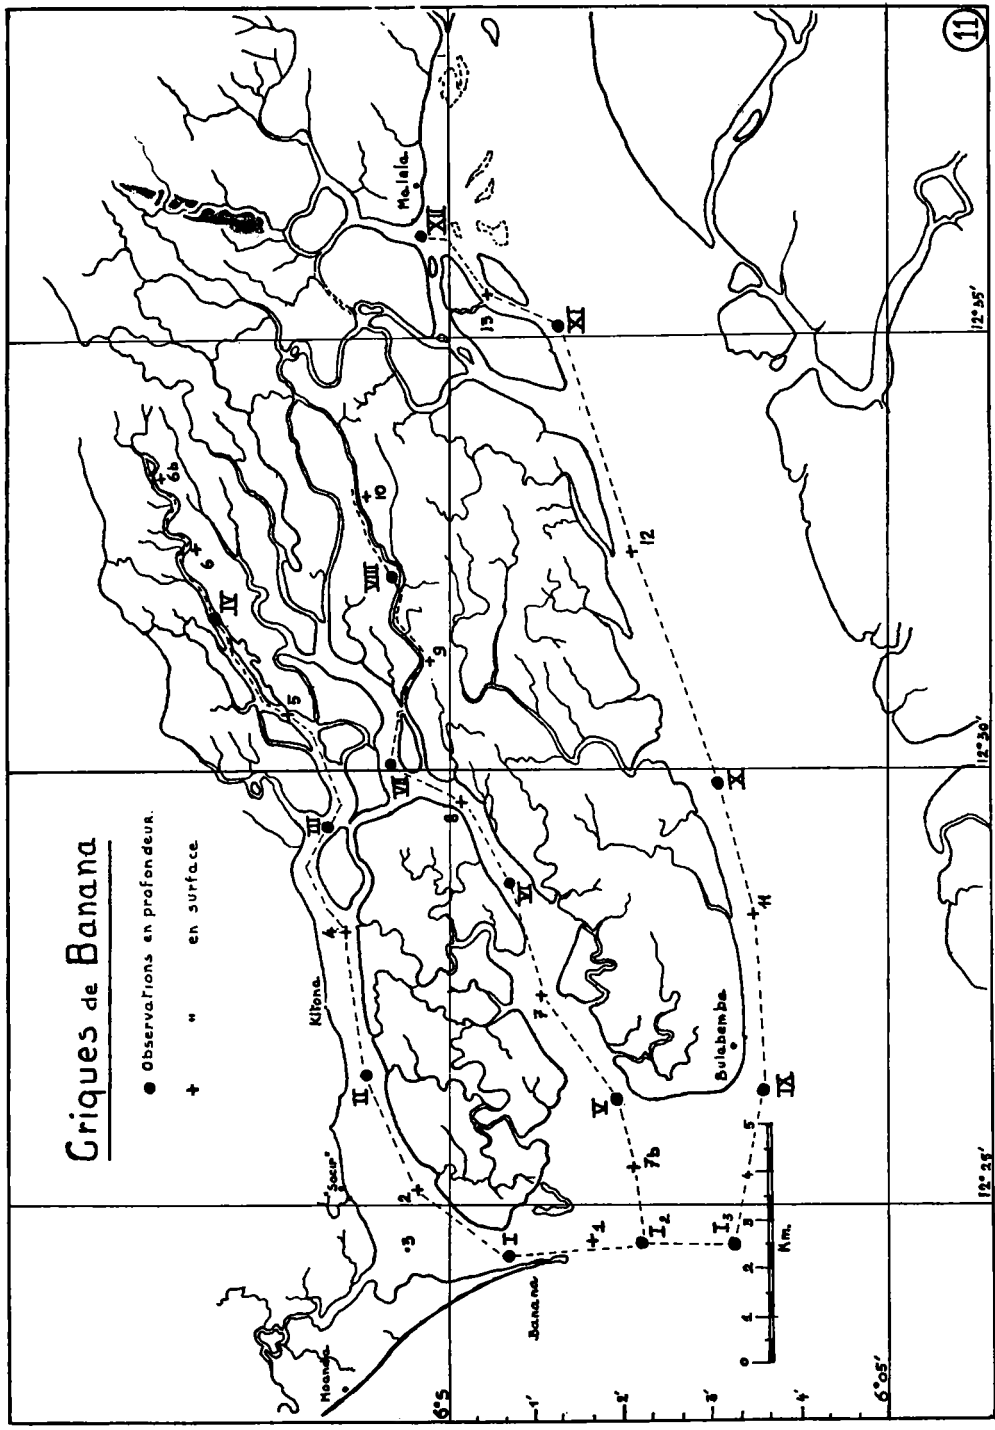 Criques de Banana
● Observations en profondeur.
+ " en surface
11
Malala
XII
13
XI
12°35'
6b
6
IV
10
VIII
5
9
12
VII
8
III
VI
X
12°30'
4
Kitona
7
11
Bulabemba
II
V
IX
"Socir"
2
7b
12°25'
3
I
1
I2
I3
Banana
Moanda
0 1 2 3 4 5
Km.
6°5
1'
2'
3'
4'
6°05'